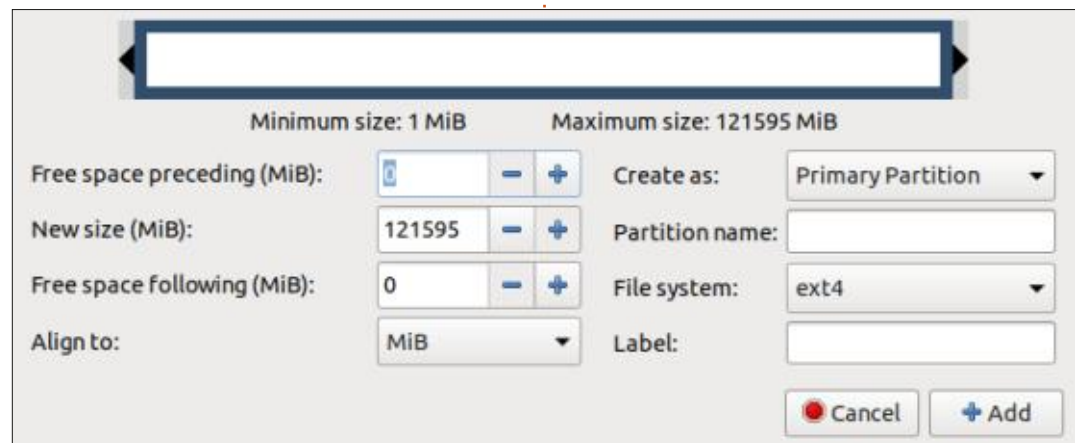 Minimum size: 1 MiB Maximum size: 121595 MiB
Free space preceding (MiB): 0 Create as: Primary Partition
New size (MiB): 121595 Partition name:
Free space following (MiB): 0 File system: ext4
Align to: MiB Label:
Cancel Add